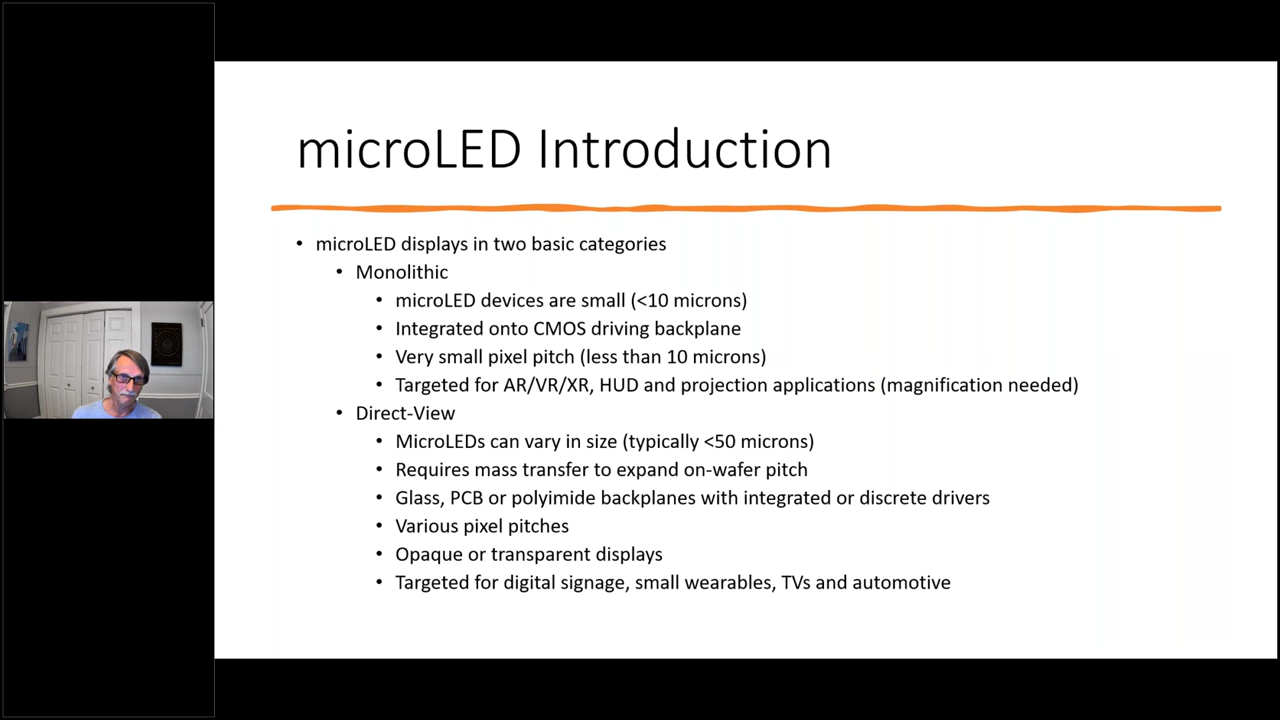 microLED Introduction
• microLED displays in two basic categories
• Monolithic
• microLED devices are small (<10 microns)
• Integrated onto CMOS driving backplane
• Very small pixel pitch (less than 10 microns)
• Targeted for AR/VR/XR, HUD and projection applications (magnification needed)
• Direct-View
• MicroLEDs can vary in size (typically <50 microns)
• Requires mass transfer to expand on-wafer pitch
• Glass, PCB or polyimide backplanes with integrated or discrete drivers
• Various pixel pitches
• Opaque or transparent displays
• Targeted for digital signage, small wearables, TVs and automotive